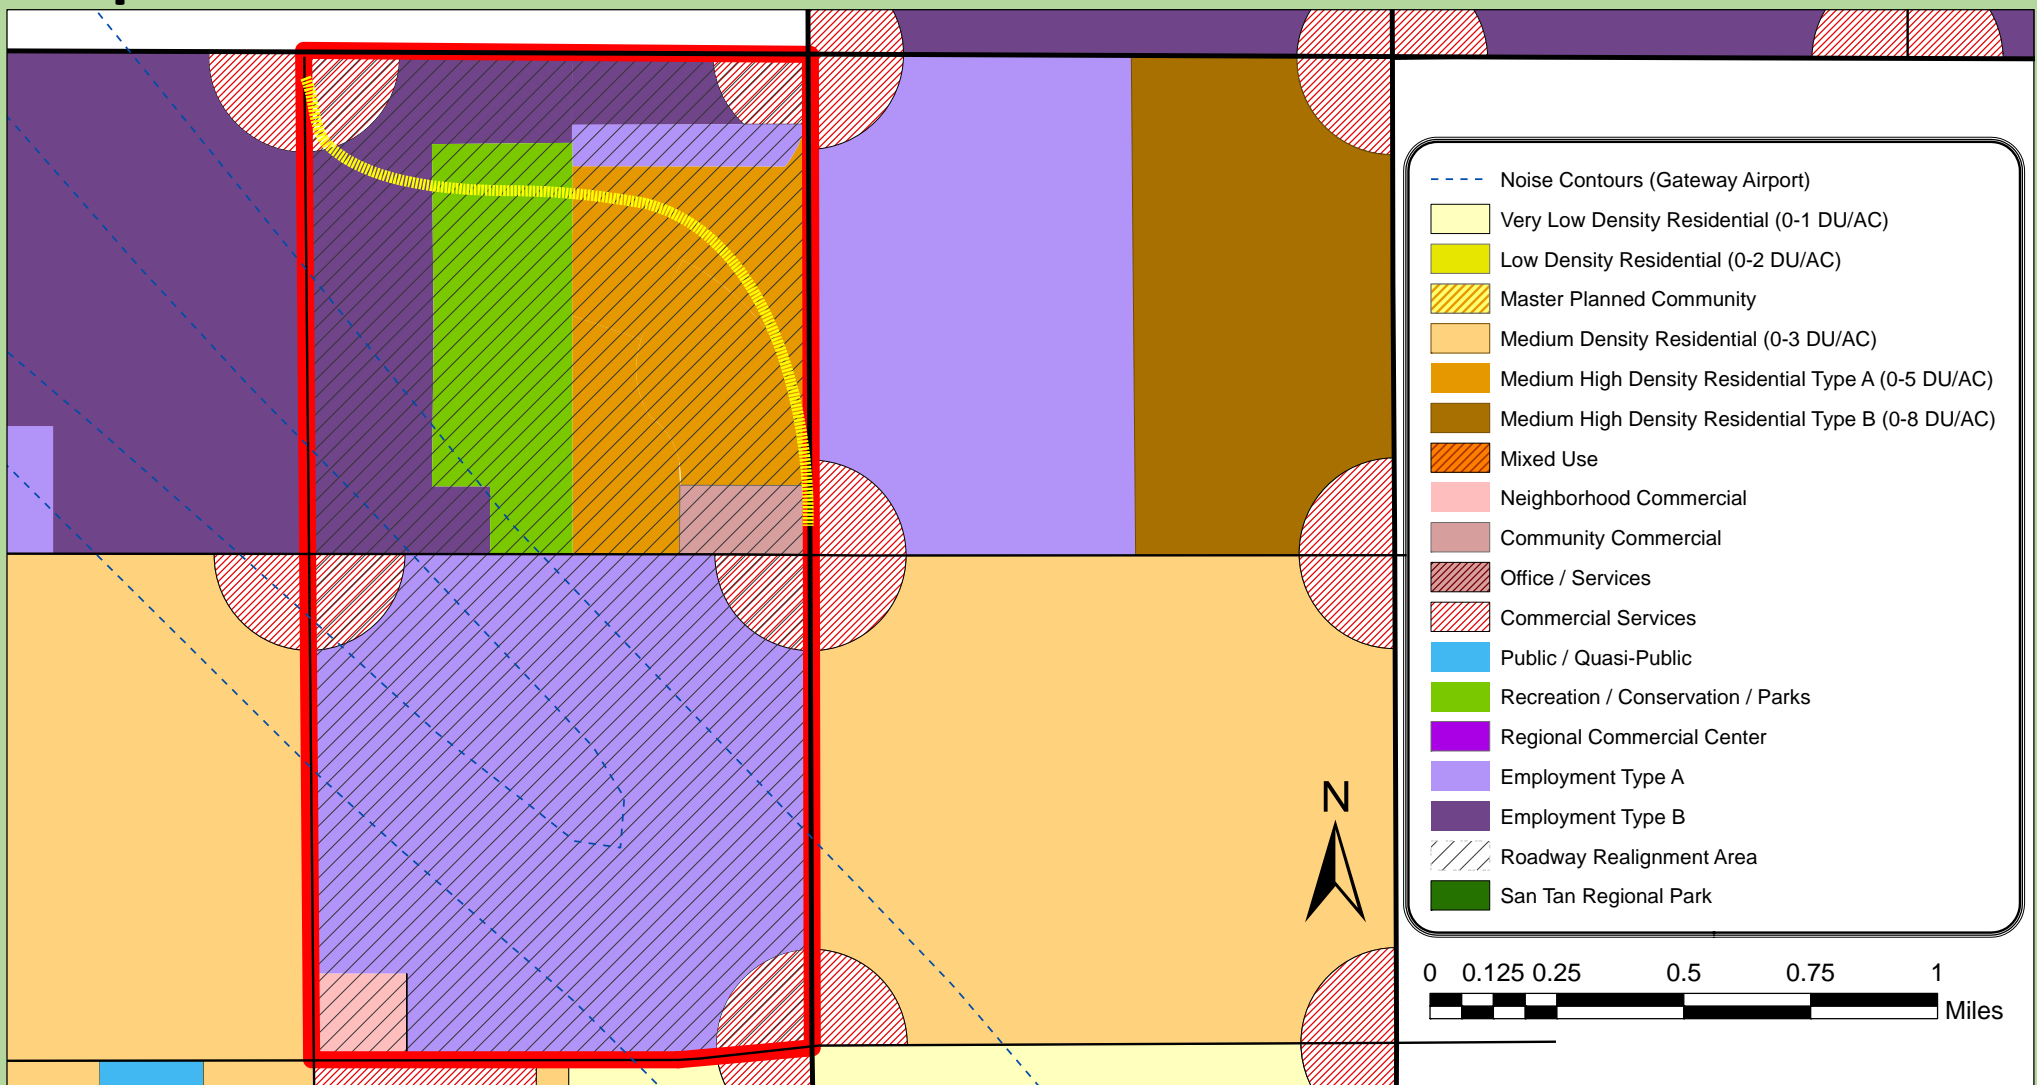 Noise Contours (Gateway Airport)
Very Low Density Residential (0-1 DU/AC)
Low Density Residential (0-2 DU/AC)
Master Planned Community
Medium Density Residential (0-3 DU/AC)
Medium High Density Residential Type A (0-5 DU/AC)
Medium High Density Residential Type B (0-8 DU/AC)
Mixed Use
Neighborhood Commercial
Community Commercial
Office / Services
Commercial Services
Public / Quasi-Public
Recreation / Conservation / Parks
Regional Commercial Center
Employment Type A
Employment Type B
Roadway Realignment Area
San Tan Regional Park
N
0 0.125 0.25 0.5 0.75 1
Miles